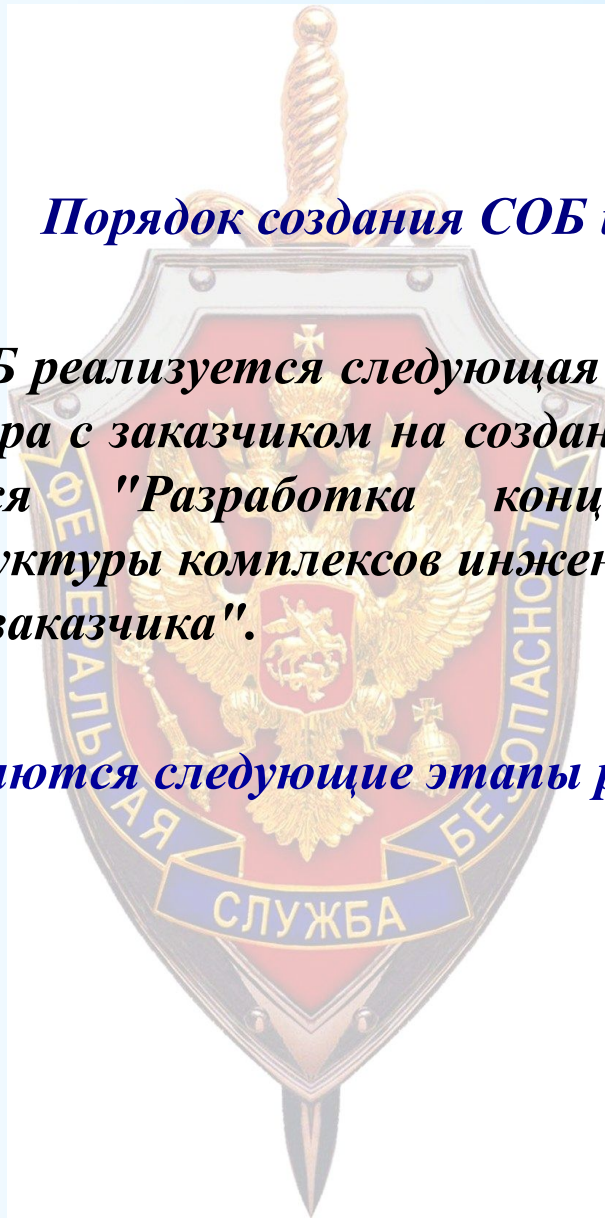 Порядок создания СОБ
Б реализуется следующая
ра с заказчиком на создан
ся "Разработка конц
уктуры комплексов инжен
заказчика".
ются следующие этапы р
ФЕДЕРАЛЬНАЯ
СЛУЖБА
БЕЗОПАСНОСТИ